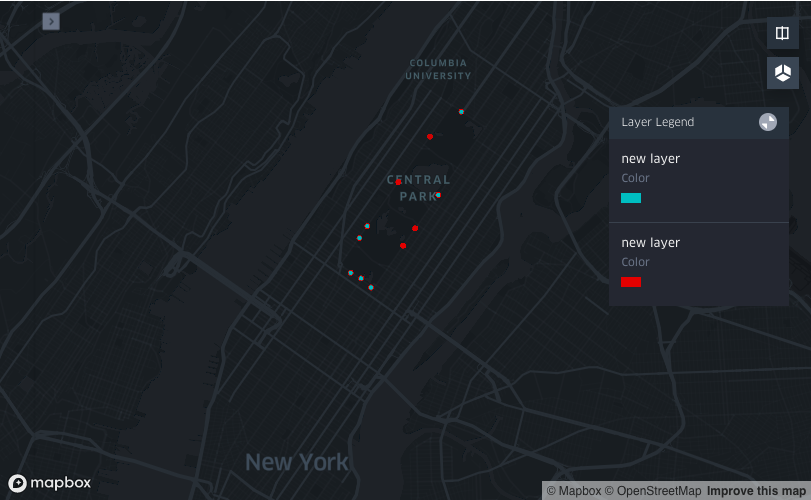 COLUMBIA
UNIVERSITY
Layer Legend
new layer
Color
CENTRAL
PARK
new layer
Color
New York
mapbox
© Mapbox © OpenStreetMap Improve this map